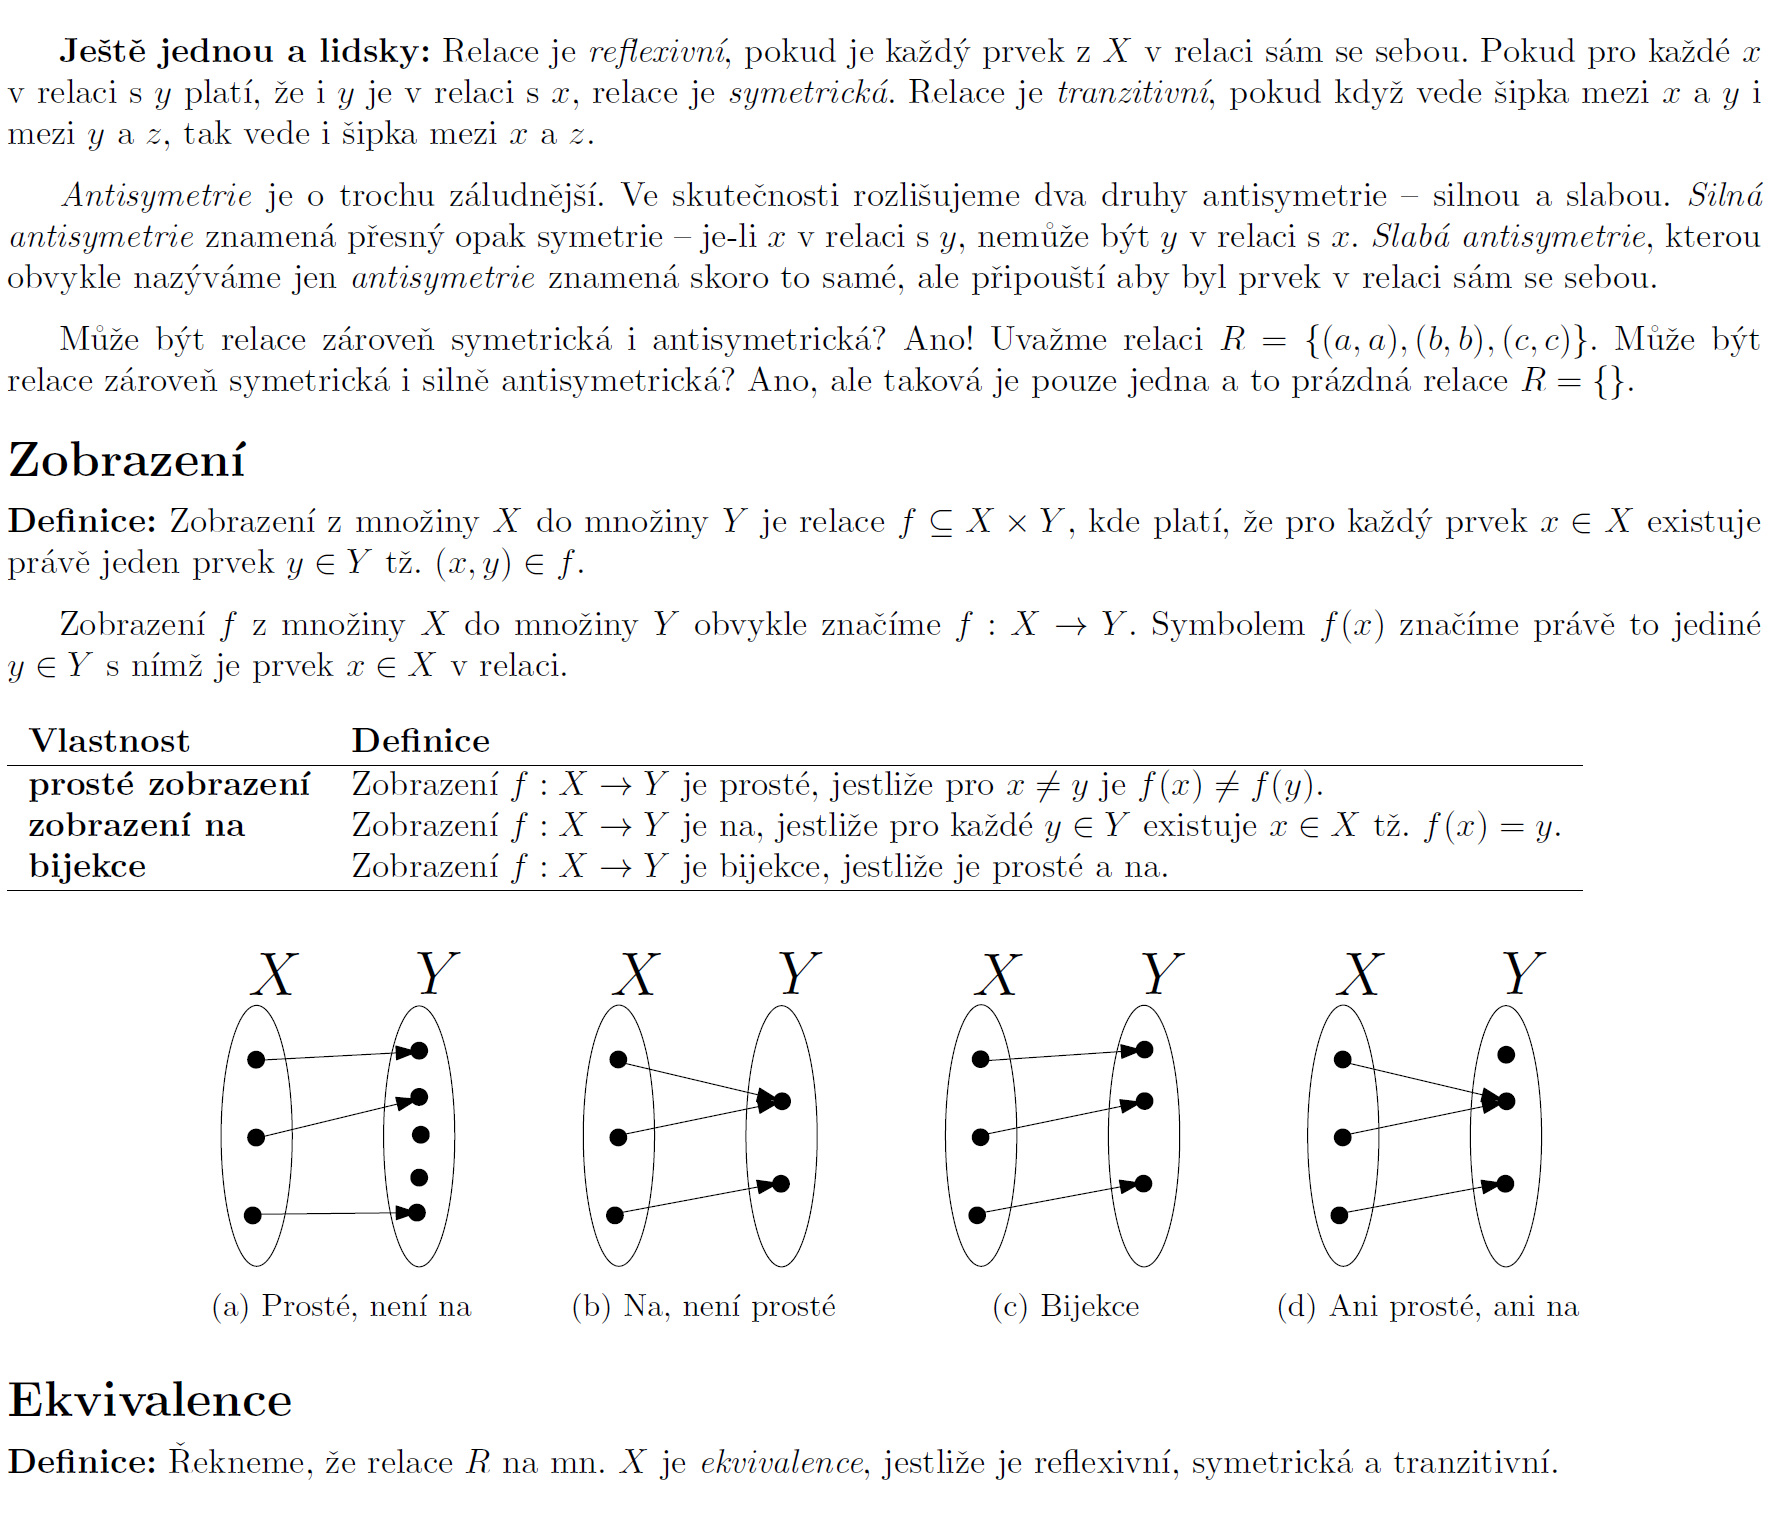 Ještě jednou a lidsky: Relace je reflexivní, pokud je každý prvek z X v relaci sám se sebou. Pokud pro každé x
v relaci s y platí, že i y je v relaci s x, relace je symetrická. Relace je tranzitivní, pokud když vede šipka mezi x a y i
mezi y a z, tak vede i šipka mezi x a z.
Antisymetrie je o trochu záludnější. Ve skutečnosti rozlišujeme dva druhy antisymetrie – silnou a slabou. Silná
antisymetrie znamená přesný opak symetrie – je-li x v relaci s y, nemůže být y v relaci s x. Slabá antisymetrie, kterou
obvykle nazýváme jen antisymetrie znamená skoro to samé, ale připouští aby byl prvek v relaci sám se sebou.
Může být relace zároveň symetrická i antisymetrická? Ano! Uvažme relaci R = {(a, a), (b, b), (c, c)}. Může být
relace zároveň symetrická i silně antisymetrická? Ano, ale taková je pouze jedna a to prázdná relace R = {}.
Zobrazení
Definice: Zobrazení z množiny X do množiny Y je relace f ⊆ X × Y, kde platí, že pro každý prvek x ∈ X existuje
právě jeden prvek y ∈ Y tž. (x, y) ∈ f.
Zobrazení f z množiny X do množiny Y obvykle značíme f : X → Y. Symbolem f(x) značíme právě to jediné
y ∈ Y s nímž je prvek x ∈ X v relaci.
Vlastnost Definice
prosté zobrazení Zobrazení f : X → Y je prosté, jestliže pro x ≠ y je f(x) ≠ f(y).
zobrazení na Zobrazení f : X → Y je na, jestliže pro každé y ∈ Y existuje x ∈ X tž. f(x) = y.
bijekce Zobrazení f : X → Y je bijekce, jestliže je prosté a na.
X Y X Y X Y X Y
(a) Prosté, není na (b) Na, není prosté (c) Bijekce (d) Ani prosté, ani na
Ekvivalence
Definice: Řekneme, že relace R na mn. X je ekvivalence, jestliže je reflexivní, symetrická a tranzitivní.